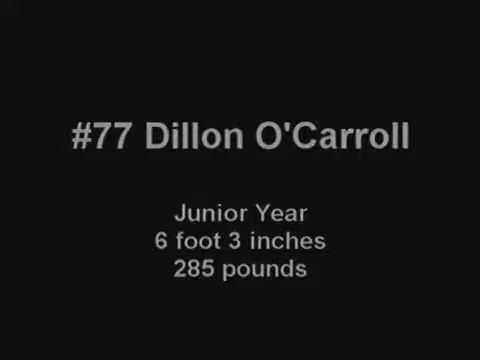 #77 Dillon O'Carroll
Junior Year
6 foot 3 inches
285 pounds